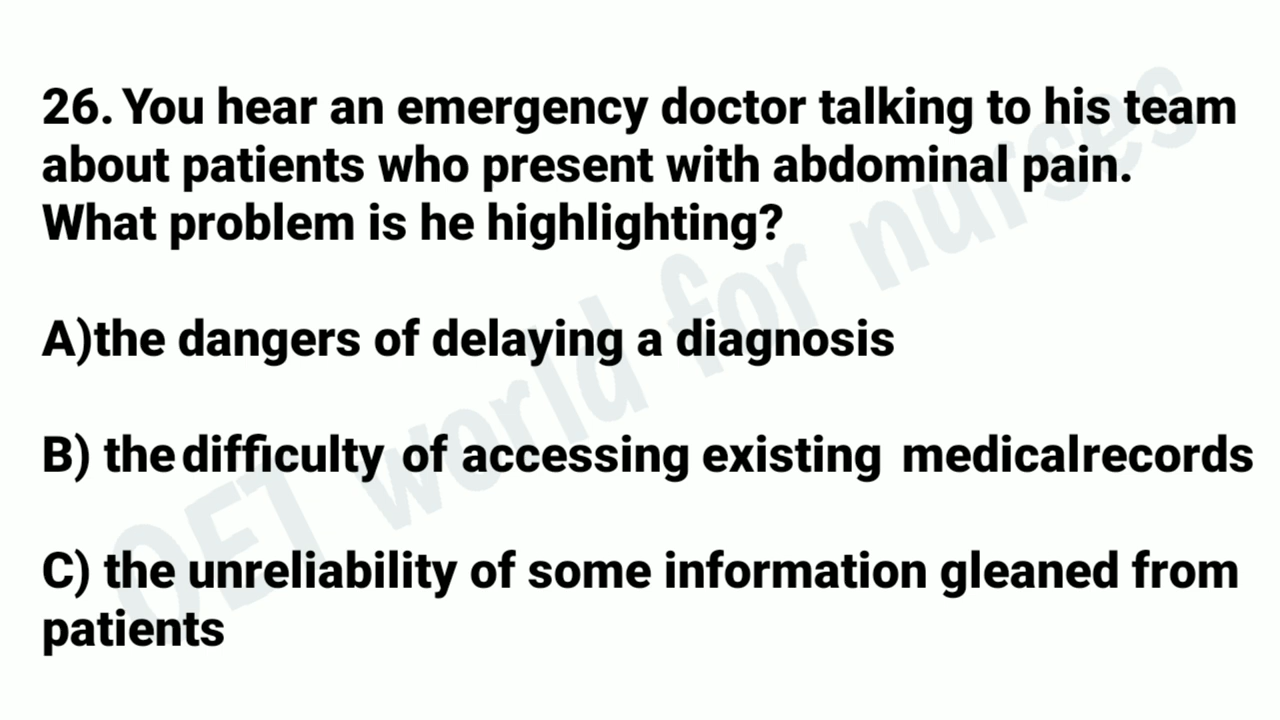 26. You hear an emergency doctor talking to his team
about patients who present with abdominal pain.
What problem is he highlighting?
A)the dangers of delaying a diagnosis
B) the difficulty of accessing existing medicalrecords
C) the unreliability of some information gleaned from
patients
OET world for nurses